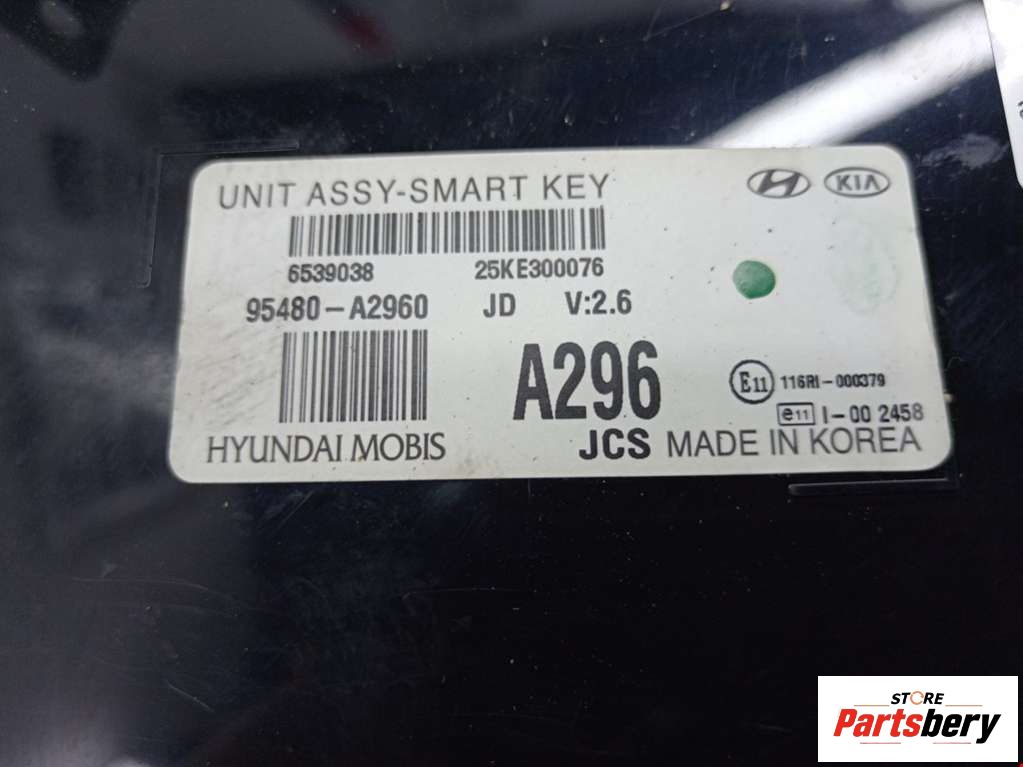 UNIT ASSY-SMART KEY
KIA
6539038 25KE300076
95480-A2960 JD V:2.6
A296
E11 116RI-000379
e11 I-00 2458
HYUNDAI MOBIS JCS MADE IN KOREA
STORE
Partsbery